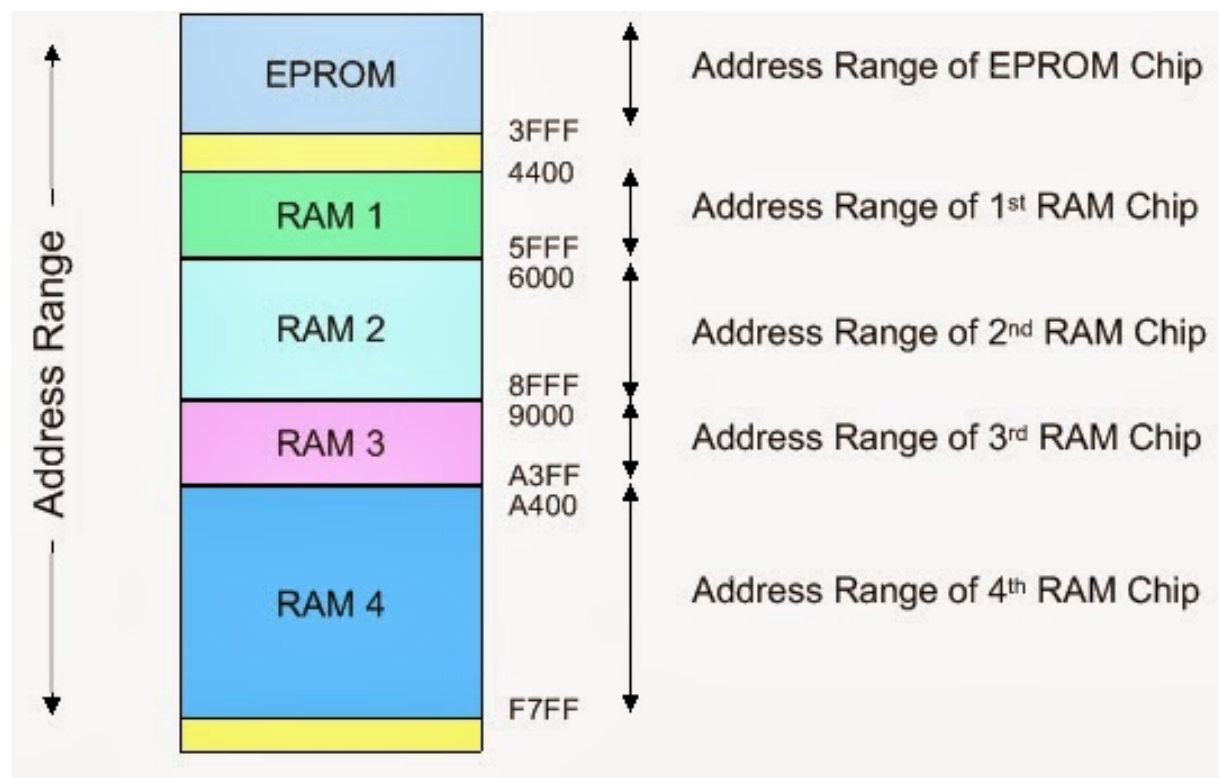 Address Range
EPROM
3FFF
Address Range of EPROM Chip
4400
RAM 1
5FFF
Address Range of 1st RAM Chip
6000
RAM 2
8FFF
Address Range of 2nd RAM Chip
9000
RAM 3
A3FF
Address Range of 3rd RAM Chip
A400
RAM 4
F7FF
Address Range of 4th RAM Chip